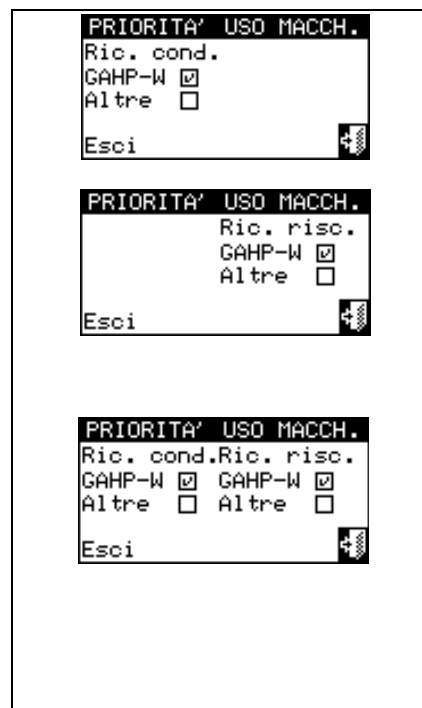 PRIORITA' USO MACCH.
Ric. cond.
GAHP-W
Altre
Esci
PRIORITA' USO MACCH.
Ric. risc.
GAHP-W
Altre
Esci
PRIORITA' USO MACCH.
Ric. cond. Ric. risc.
GAHP-W GAHP-W
Altre Altre
Esci